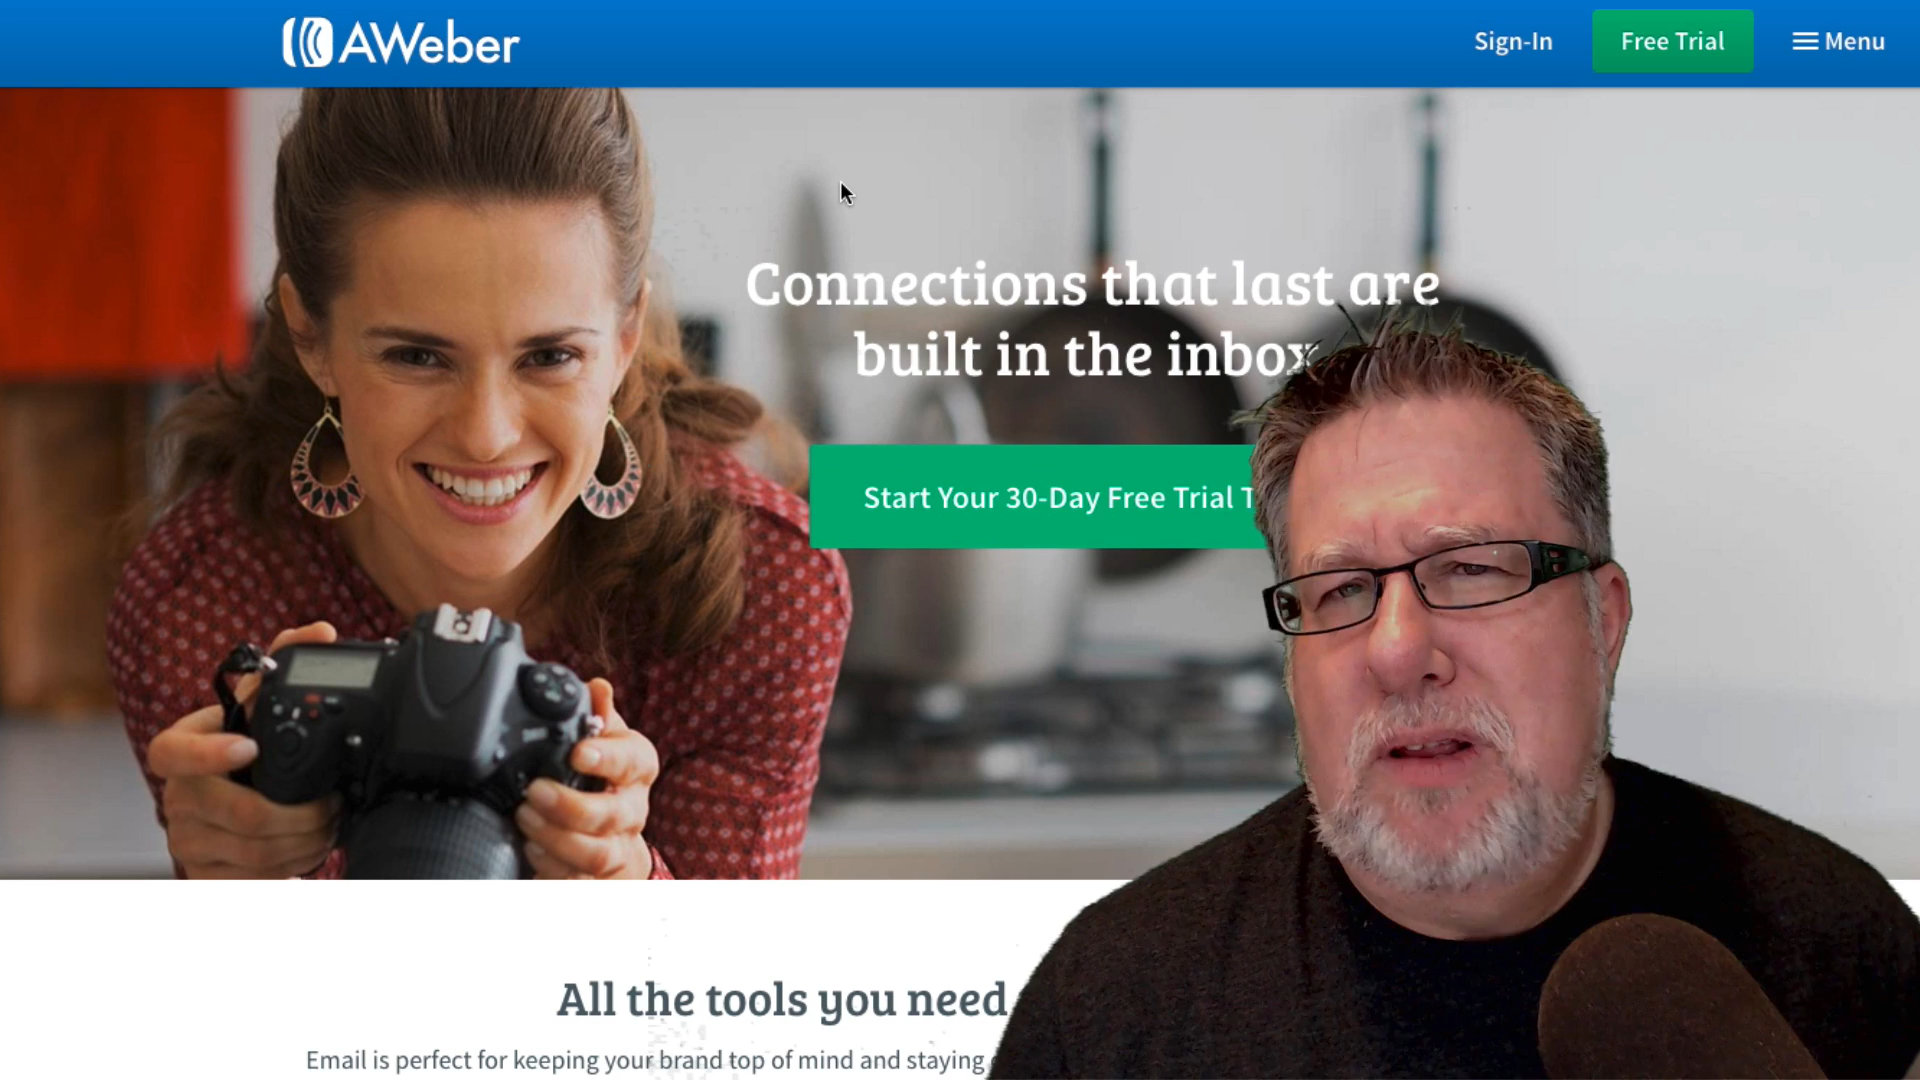 AWeber
Sign-In
Free Trial
Menu
Connections that last are
built in the inbox
Start Your 30-Day Free Trial T
All the tools you need
Email is perfect for keeping your brand top of mind and staying